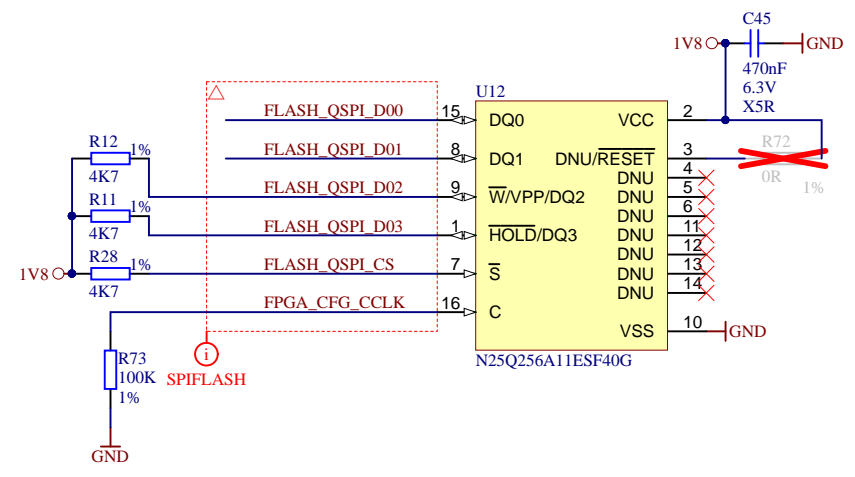 C45
1V8
GND
470nF
6.3V
X5R
U12
FLASH_QSPI_D00
15
DQ0
VCC
2
R12
1%
4K7
FLASH_QSPI_D01
8
DQ1
DNU/RESET
3
R72
0R
1%
DNU
4
FLASH_QSPI_D02
9
W/VPP/DQ2
DNU
5
R11
1%
4K7
DNU
6
FLASH_QSPI_D03
1
HOLD/DQ3
DNU
11
DNU
12
1V8
R28
1%
4K7
FLASH_QSPI_CS
7
S
DNU
13
DNU
14
FPGA_CFG_CCLK
16
C
VSS
10
GND
R73
100K
1%
i
SPIFLASH
N25Q256A11ESF40G
GND